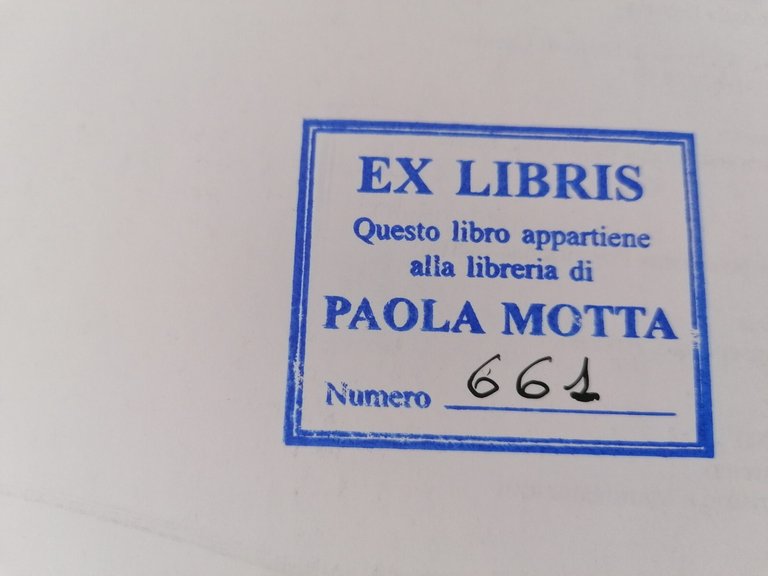 EX LIBRIS
Questo libro appartiene
alla libreria di
PAOLA MOTTA
Numero 661